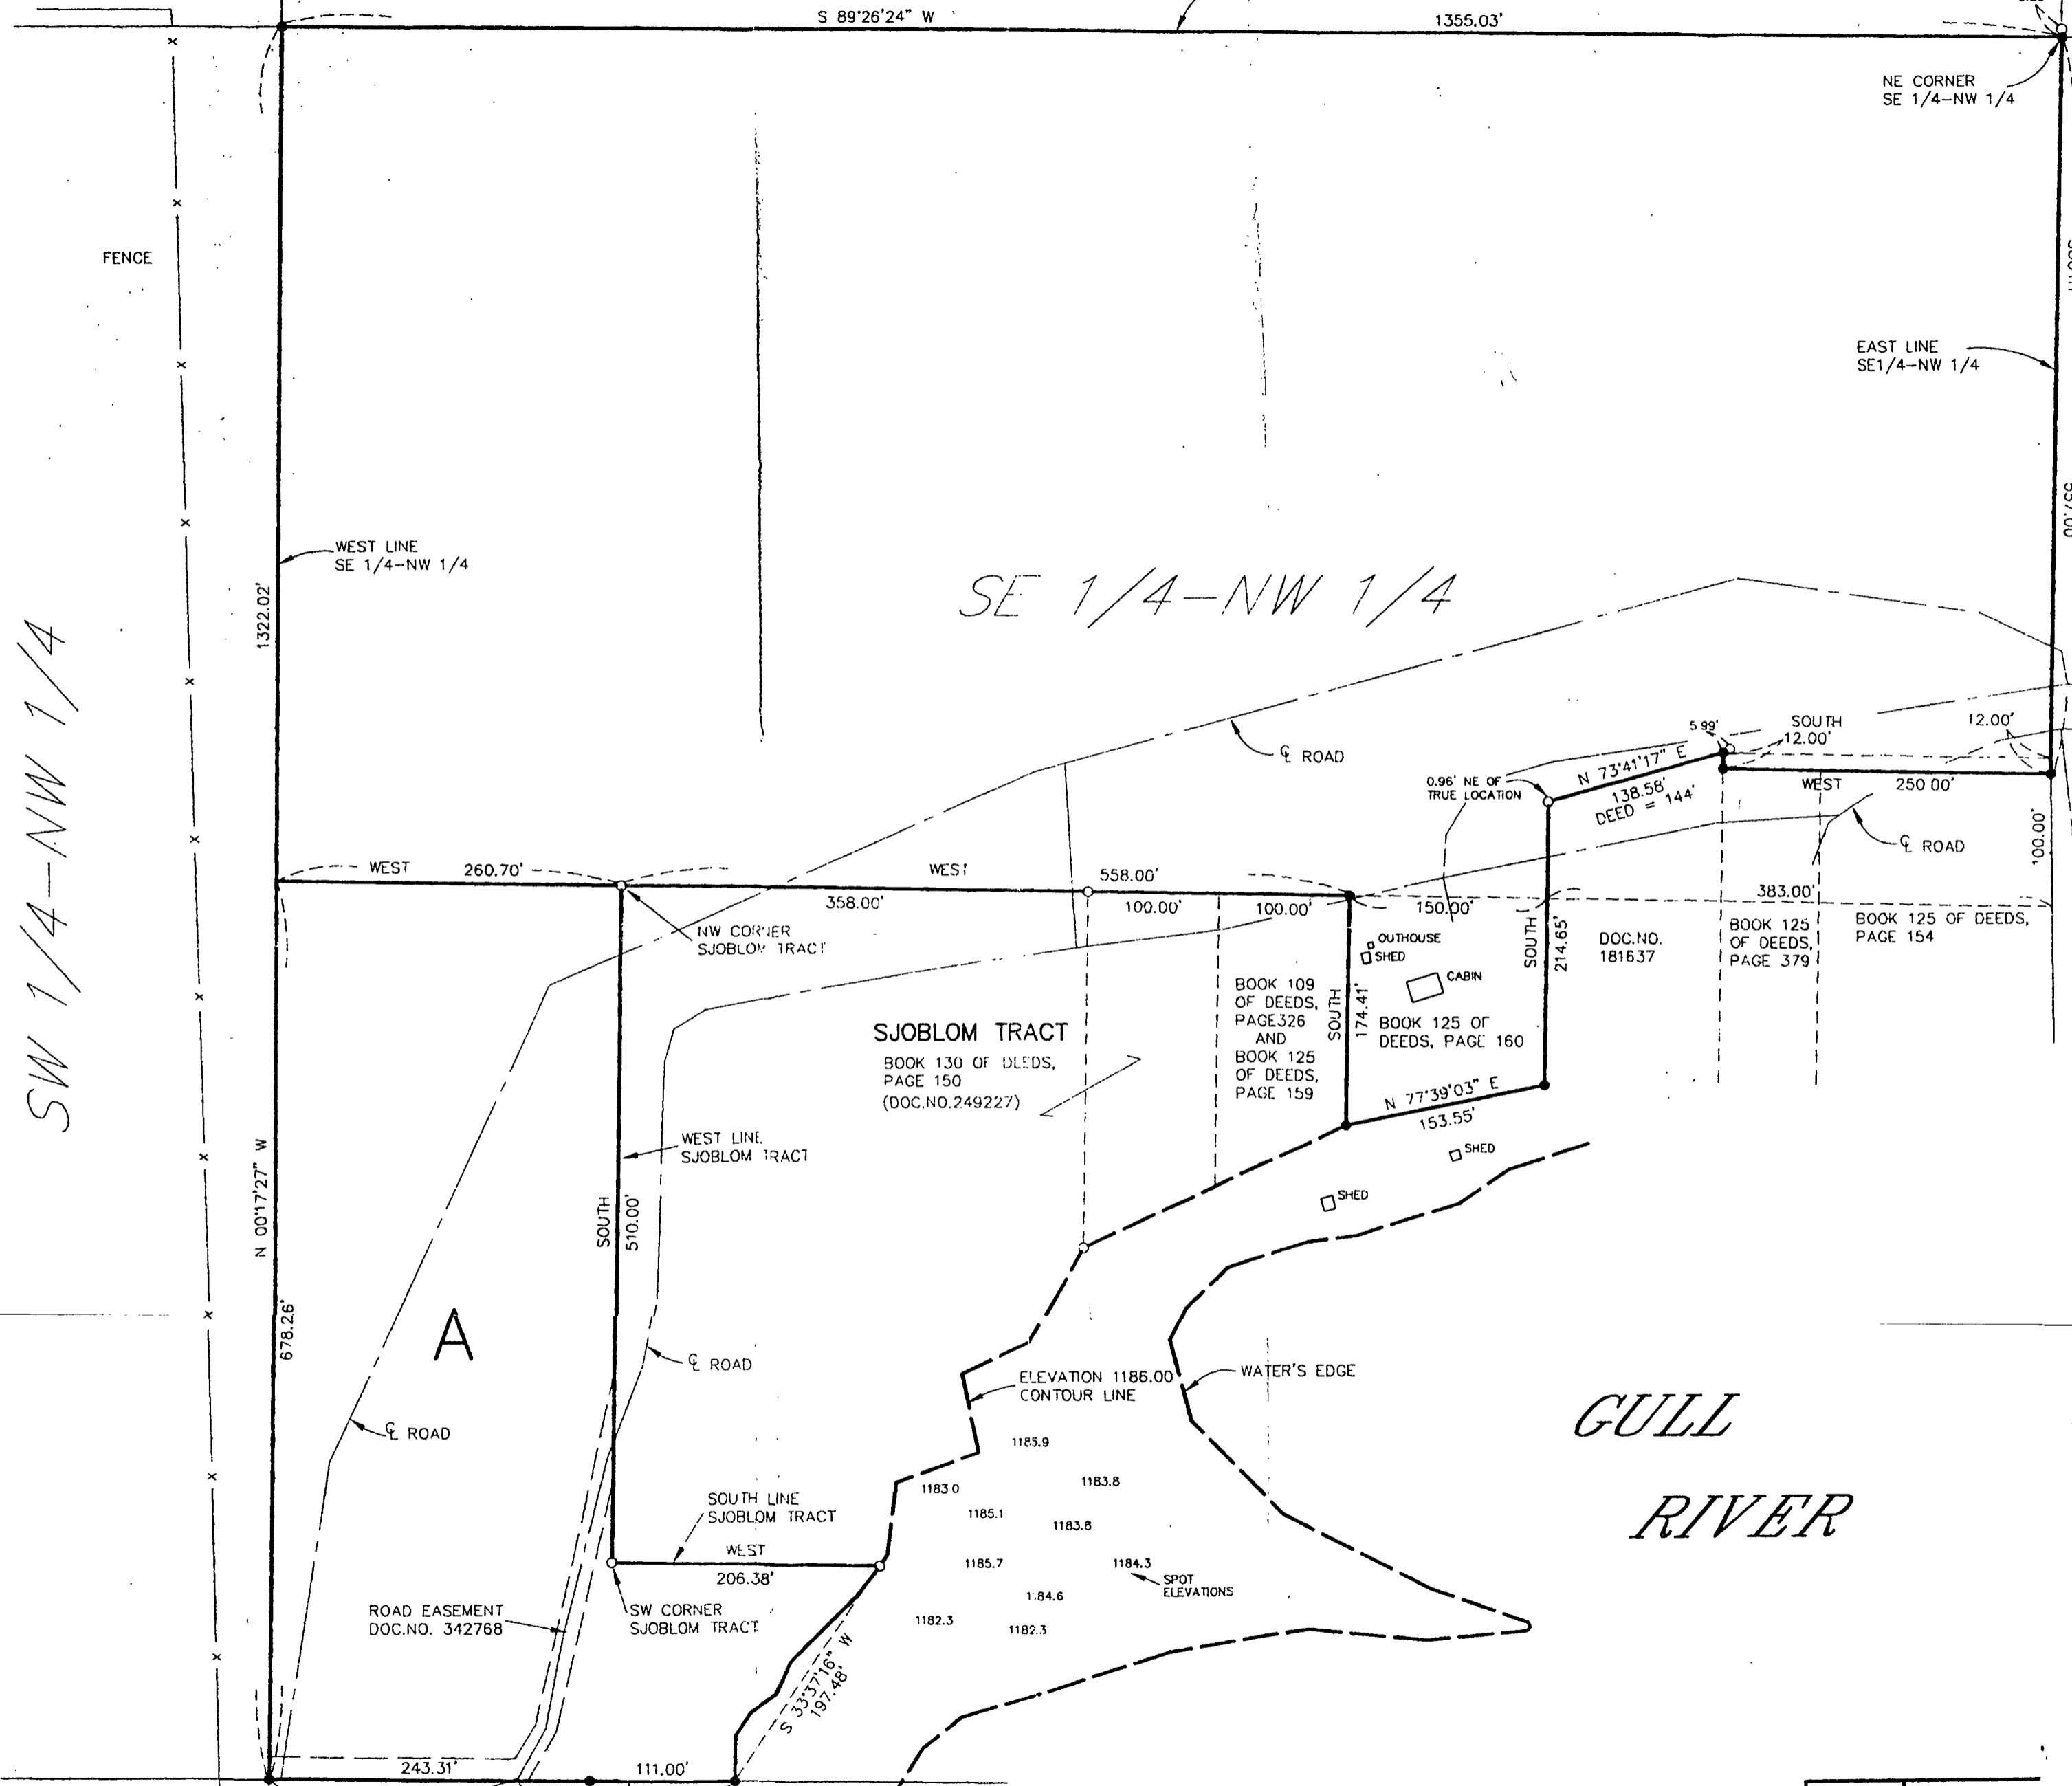 S 89°26'24" W
1355.03'
NE CORNER
SE 1/4-NW 1/4
FENCE
EAST LINE
SE1/4-NW 1/4
WEST LINE
SE 1/4-NW 1/4
1322.02'
SE 1/4-NW 1/4
SW 1/4-NW 1/4
℄ ROAD
5.99'
SOUTH
12.00'
12.00'
N 73°41'17" E
138.58'
DEED = 144'
0.96' NE OF
TRUE LOCATION
WEST
250.00'
℄ ROAD
100.00'
WEST
260.70'
WEST
558.00'
358.00'
100.00'
100.00'
150.00'
383.00'
NW CORNER
SJOBLOM TRACT
OUTHOUSE
SHED
CABIN
SOUTH
214.65'
DOC.NO.
181637
BOOK 125
OF DEEDS,
PAGE 379
BOOK 125 OF DEEDS,
PAGE 154
BOOK 109
OF DEEDS,
PAGE326
AND
BOOK 125
OF DEEDS,
PAGE 159
SOUTH
174.41'
BOOK 125 OF
DEEDS, PAGE 160
SJOBLOM TRACT
BOOK 130 OF DEEDS,
PAGE 150
(DOC.NO.249227)
N 77°39'03" E
153.55'
SHED
SHED
WEST LINE
SJOBLOM TRACT
SOUTH
510.00'
N 00°17'27" W
678.26'
A
℄ ROAD
℄ ROAD
ELEVATION 1186.00
CONTOUR LINE
WATER'S EDGE
GULL
RIVER
1185.9
1183.0
1183.8
1185.1
1183.8
1185.7
1184.3
SPOT
ELEVATIONS
1184.6
1182.3
1182.3
SOUTH LINE
SJOBLOM TRACT
WEST
206.38'
SW CORNER
SJOBLOM TRACT
ROAD EASEMENT
DOC.NO. 342768
S 33°37'16" W
197.48'
243.31'
111.00'